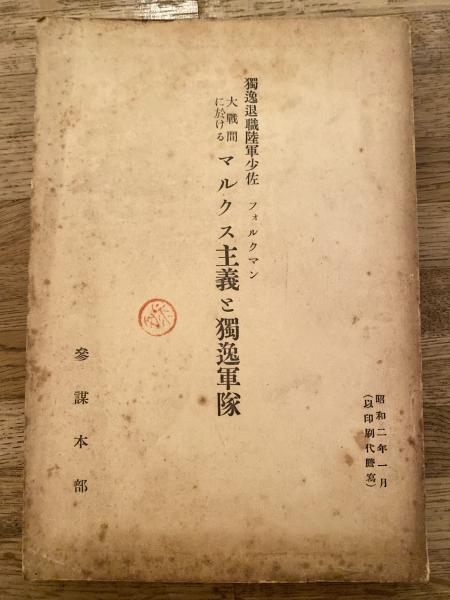 昭和二年一月
(以印刷代謄寫)
獨逸退職陸軍少佐 フォルクマン
大戰間に於ける マルクス主義と獨逸軍隊
參謀本部